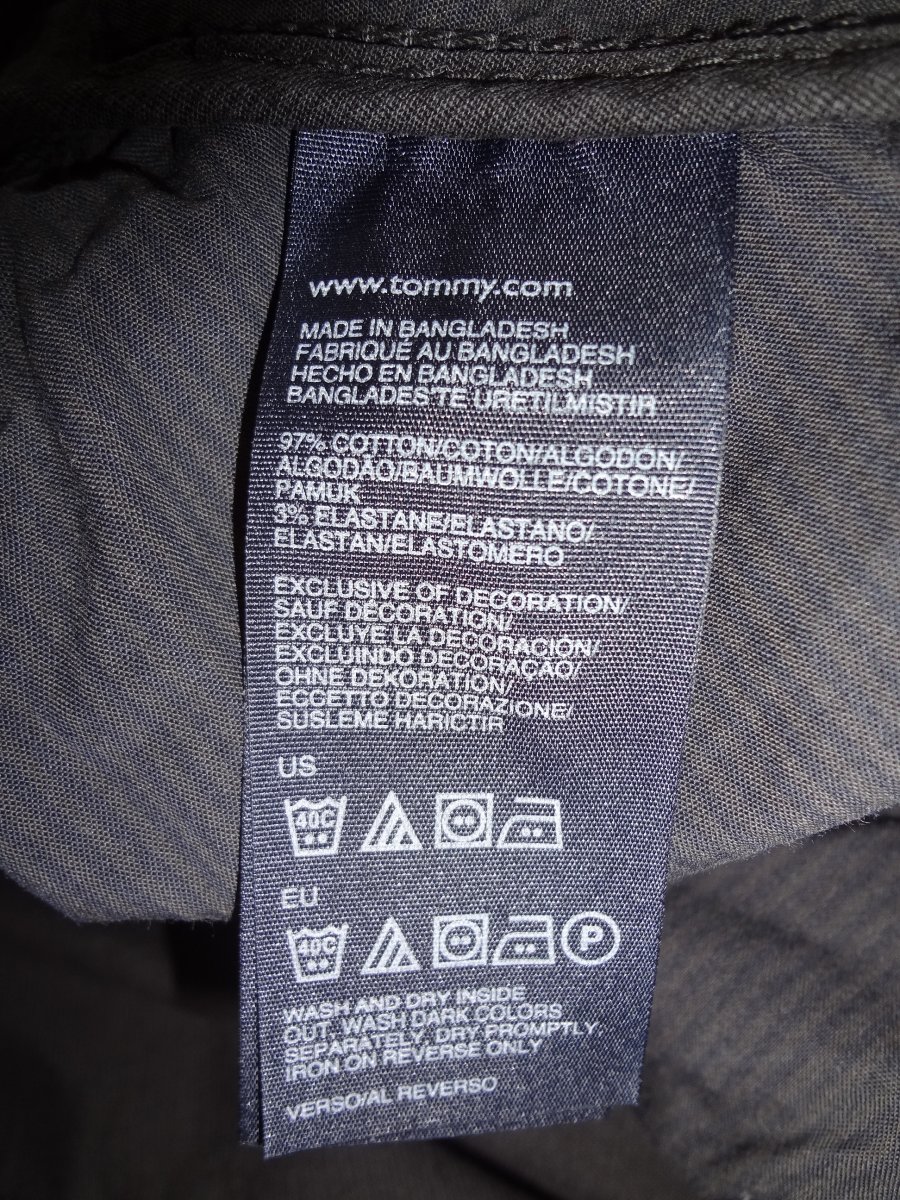 www.tommy.com
MADE IN BANGLADESH
FABRIQUÉ AU BANGLADESH
HECHO EN BANGLADESH
BANGLADES'TE URETILMISTIR
97% COTTON/COTON/ALGODÓN/
ALGODÃO/BAUMWOLLE/COTONE/
PAMUK
3% ELASTANE/ELASTANO/
ELASTAN/ELASTOMERO
EXCLUSIVE OF DECORATION/
SAUF DÉCORATION/
EXCLUYE LA DECORACIÓN/
EXCLUINDO DECORAÇAO/
OHNE DEKORATION/
ECCETTO DECORAZIONE/
SUSLEME HARICTIR
US
40C
EU
40C P
WASH AND DRY INSIDE
OUT. WASH DARK COLORS
SEPARATELY. DRY PROMPTLY.
IRON ON REVERSE ONLY
VERSO/AL REVERSO